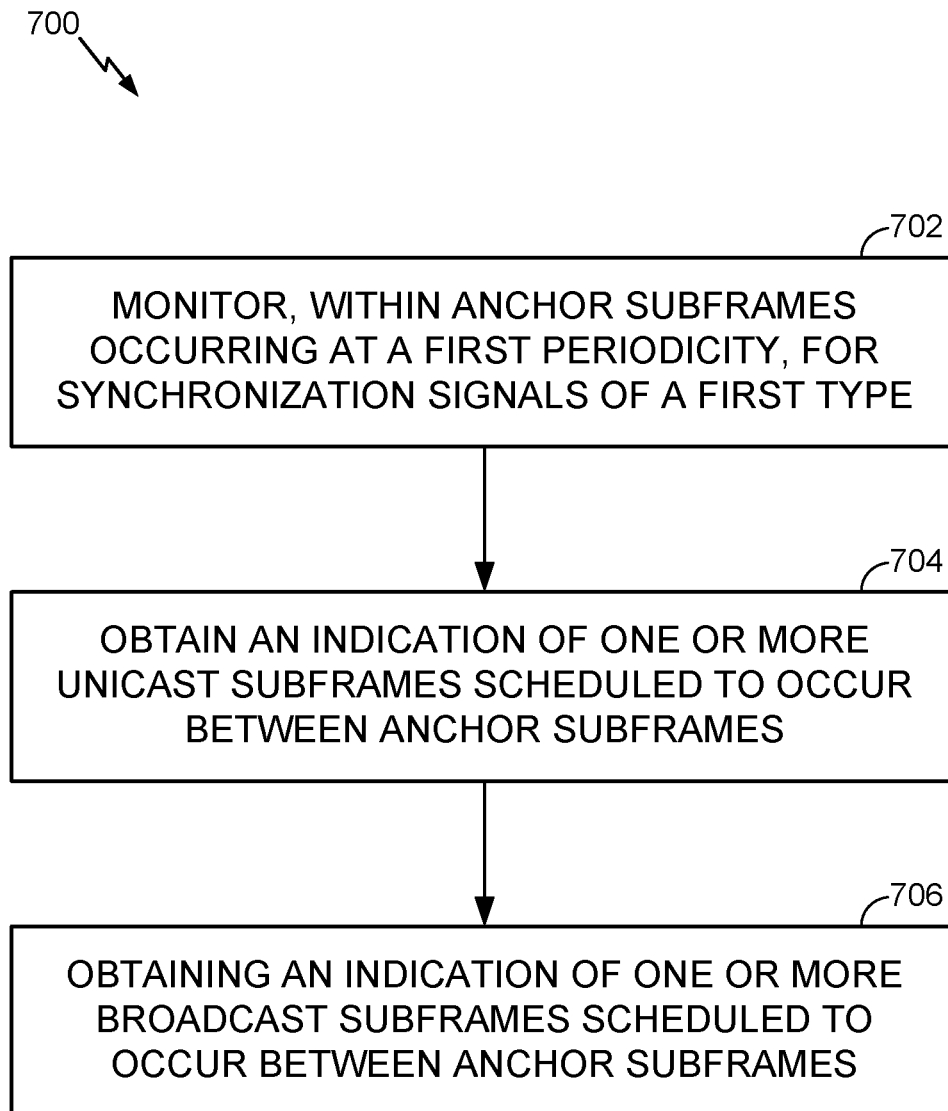 700
702
MONITOR, WITHIN ANCHOR SUBFRAMES
OCCURRING AT A FIRST PERIODICITY, FOR
SYNCHRONIZATION SIGNALS OF A FIRST TYPE
704
OBTAIN AN INDICATION OF ONE OR MORE
UNICAST SUBFRAMES SCHEDULED TO OCCUR
BETWEEN ANCHOR SUBFRAMES
706
OBTAINING AN INDICATION OF ONE OR MORE
BROADCAST SUBFRAMES SCHEDULED TO
OCCUR BETWEEN ANCHOR SUBFRAMES